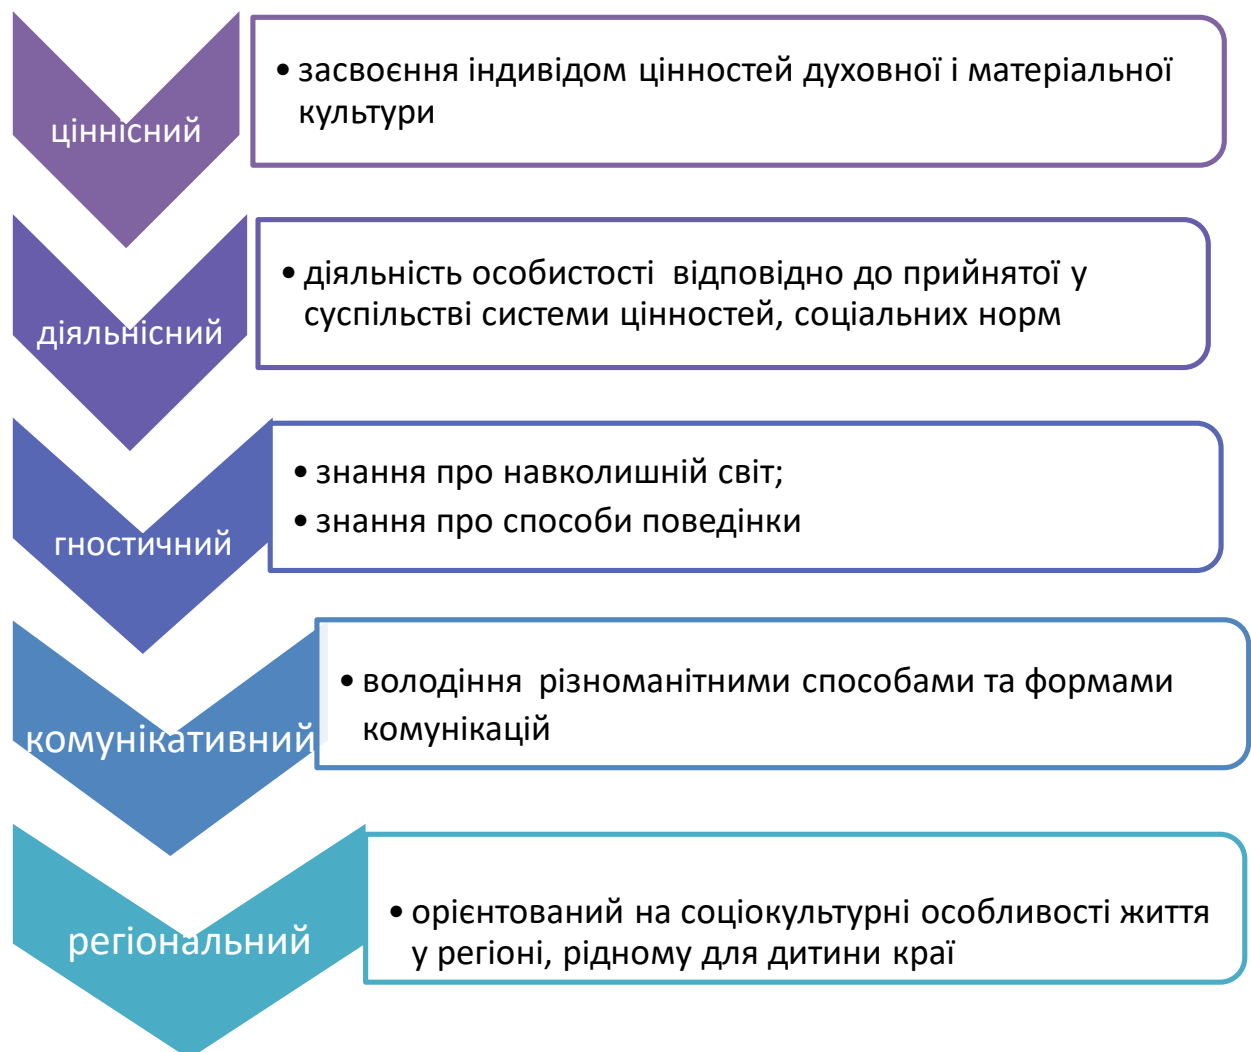 ціннісний
• засвоєння індивідом цінностей духовної і матеріальної
культури
діяльнісний
• діяльність особистості відповідно до прийнятої у
суспільстві системи цінностей, соціальних норм
гностичний
• знання про навколишній світ;
• знання про способи поведінки
комунікативний
• володіння різноманітними способами та формами
комунікацій
регіональний
• орієнтований на соціокультурні особливості життя
у регіоні, рідному для дитини краї